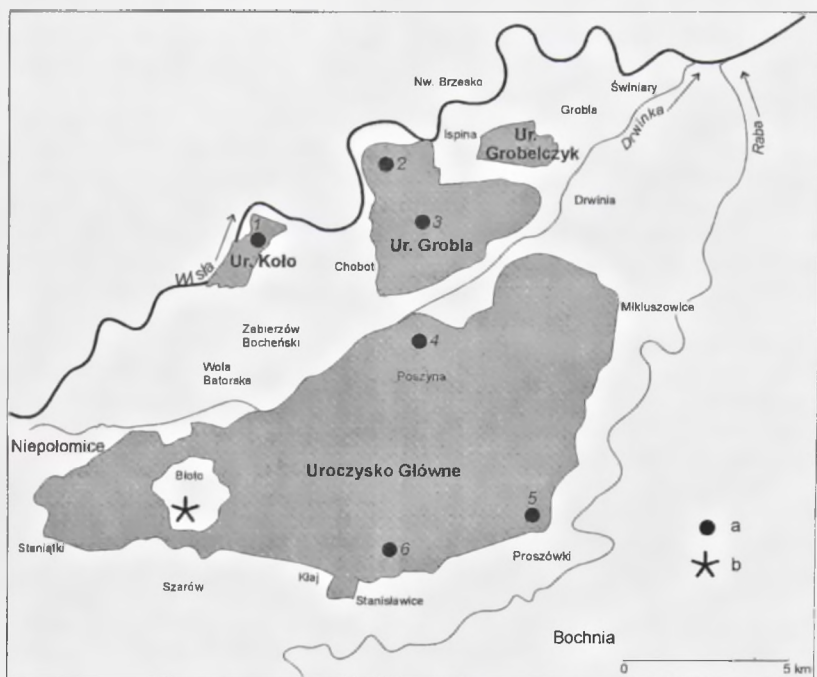 Nw. Brzesko
Świniary
Grobla
Drwinka
Raba
Ispina
Ur.
Grobelczyk
2
Drwinia
3
1
Ur. Grobla
Wisła
Ur. Koło
Chobot
Mikluszowice
Zabierzów
Bocheński
4
Wola
Batorska
Poszyna
Niepołomice
Błoto
Uroczysko Główne
5
a
Staniątki
6
Proszówki
b
Szarów
Kłaj
Stanisławice
Bochnia
0
5 km